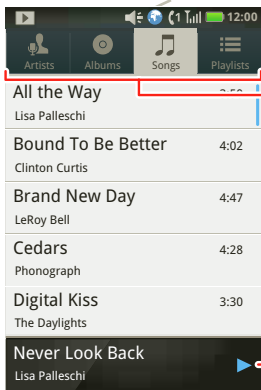 12:00
Artists Albums Songs Playlists
All the Way
Lisa Palleschi
Bound To Be Better 4:02
Clinton Curtis
Brand New Day 4:47
LeRoy Bell
Cedars 4:28
Phonograph
Digital Kiss 3:30
The Daylights
Never Look Back
Lisa Palleschi